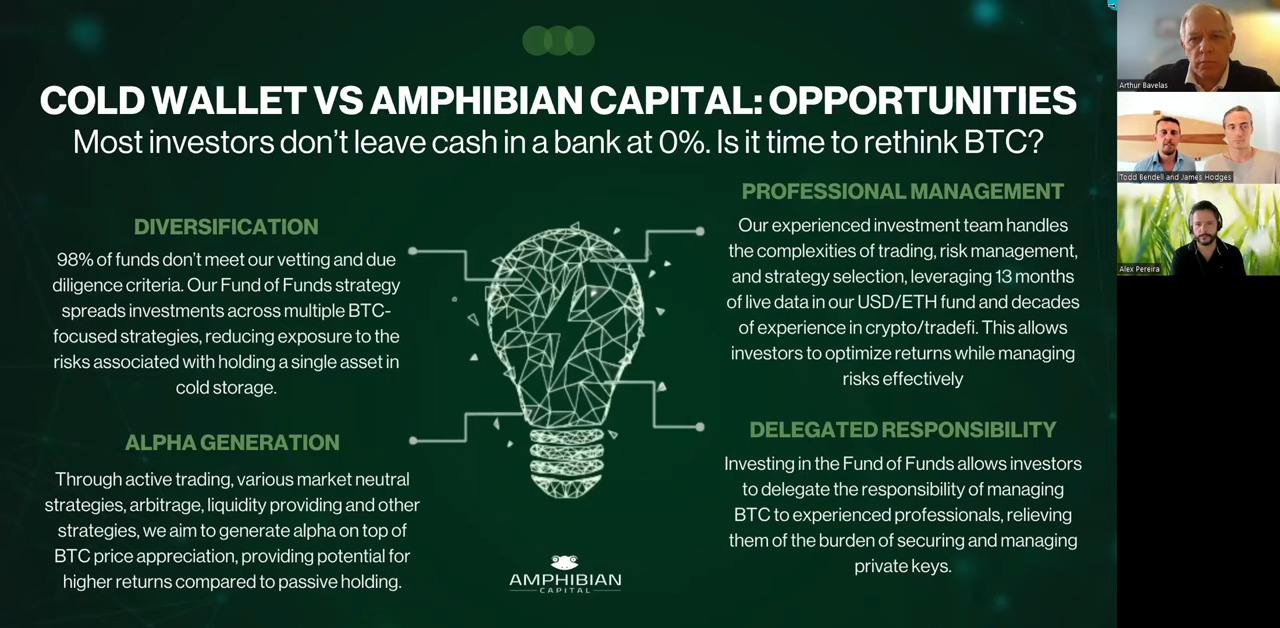 COLD WALLET VS AMPHIBIAN CAPITAL: OPPORTUNITIES
Most investors don't leave cash in a bank at 0%. Is it time to rethink BTC?
DIVERSIFICATION
98% of funds don't meet our vetting and due
diligence criteria. Our Fund of Funds strategy
spreads investments across multiple BTC-
focused strategies, reducing exposure to the
risks associated with holding a single asset in
cold storage.
ALPHA GENERATION
Through active trading, various market neutral
strategies, arbitrage, liquidity providing and other
strategies, we aim to generate alpha on top of
BTC price appreciation, providing potential for
higher returns compared to passive holding.
PROFESSIONAL MANAGEMENT
Our experienced investment team handles
the complexities of trading, risk management,
and strategy selection, leveraging 13 months
of live data in our USD/ETH fund and decades
of experience in crypto/tradefi. This allows
investors to optimize returns while managing
risks effectively
DELEGATED RESPONSIBILITY
Investing in the Fund of Funds allows investors
to delegate the responsibility of managing
BTC to experienced professionals, relieving
them of the burden of securing and managing
private keys.
AMPHIBIAN
CAPITAL
Arthur Bavelas
Todd Bendell and James Hodges
Alex Pereira